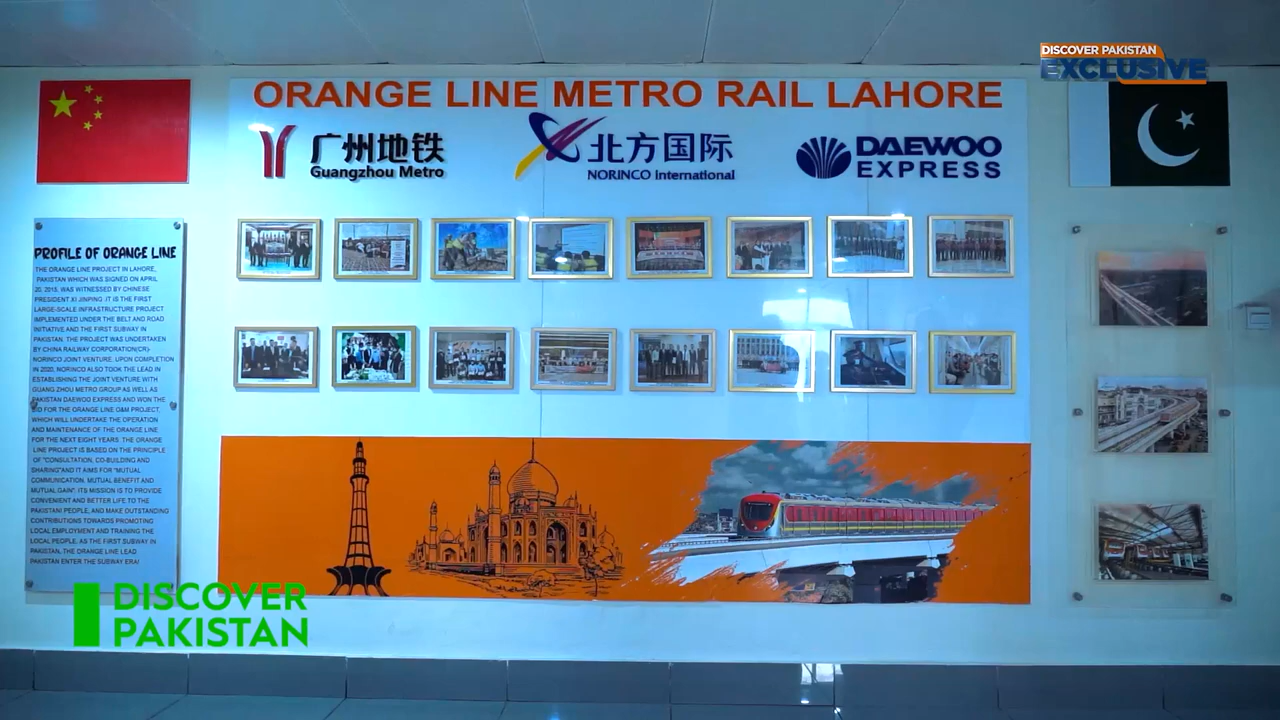 DISCOVER PAKISTAN
EXCLUSIVE
ORANGE LINE METRO RAIL LAHORE
广州地铁
Guangzhou Metro
北方国际
NORINCO International
DAEWOO
EXPRESS
PROFILE OF ORANGE LINE
THE ORANGE LINE PROJECT IN LAHORE,
PAKISTAN WHICH WAS SIGNED ON APRIL
20, 2015, WAS WITNESSED BY CHINESE
PRESIDENT XI JINPING .IT IS THE FIRST
LARGE-SCALE INFRASTRUCTURE PROJECT
IMPLEMENTED UNDER THE BELT AND ROAD
INITIATIVE AND THE FIRST SUBWAY IN
PAKISTAN. THE PROJECT WAS UNDERTAKEN
BY CHINA RAILWAY CORPORATION(CR)-
NORINCO JOINT VENTURE. UPON COMPLETION
IN 2020, NORINCO ALSO TOOK THE LEAD IN
ESTABLISHING THE JOINT VENTURE WITH
GUANG ZHOU METRO GROUP AS WELL AS
PAKISTAN DAEWOO EXPRESS AND WON THE
BID FOR THE ORANGE LINE O&M PROJECT,
WHICH WILL UNDERTAKE THE OPERATION
AND MAINTENANCE OF THE ORANGE LINE
FOR THE NEXT EIGHT YEARS. THE ORANGE
LINE PROJECT IS BASED ON THE PRINCIPLE
OF "CONSULTATION, CO-BUILDING AND
SHARING"AND IT AIMS FOR "MUTUAL
COMMUNICATION, MUTUAL BENEFIT AND
MUTUAL GAIN". ITS MISSION IS TO PROVIDE
CONVENIENT AND BETTER LIFE TO THE
PAKISTANI PEOPLE, AND MAKE OUTSTANDING
CONTRIBUTIONS TOWARDS PROMOTING
LOCAL EMPLOYMENT AND TRAINING THE
LOCAL PEOPLE. AS THE FIRST SUBWAY IN
PAKISTAN, THE ORANGE LINE LEAD
PAKISTAN ENTER THE SUBWAY ERA!
DISCOVER
PAKISTAN